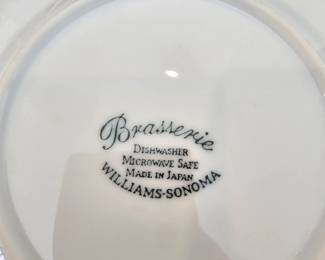 Brasserie
DISHWASHER
MICROWAVE SAFE
MADE IN JAPAN
WILLIAMS-SONOMA